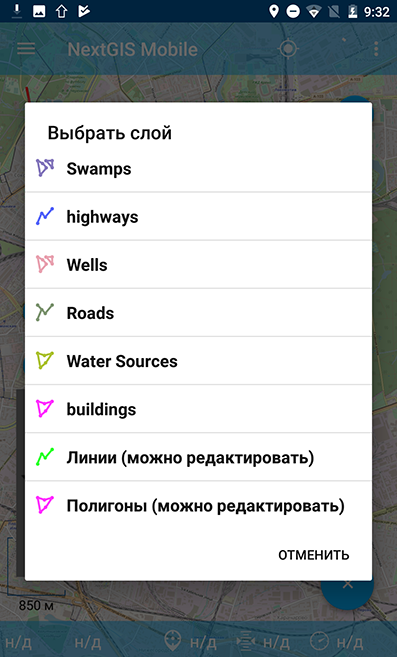 9:32
NextGIS Mobile
Выбрать слой
Swamps
highways
Wells
Roads
Water Sources
buildings
Линии (можно редактировать)
Полигоны (можно редактировать)
ОТМЕНИТЬ
850 м
н/д н/д н/д н/д н/д